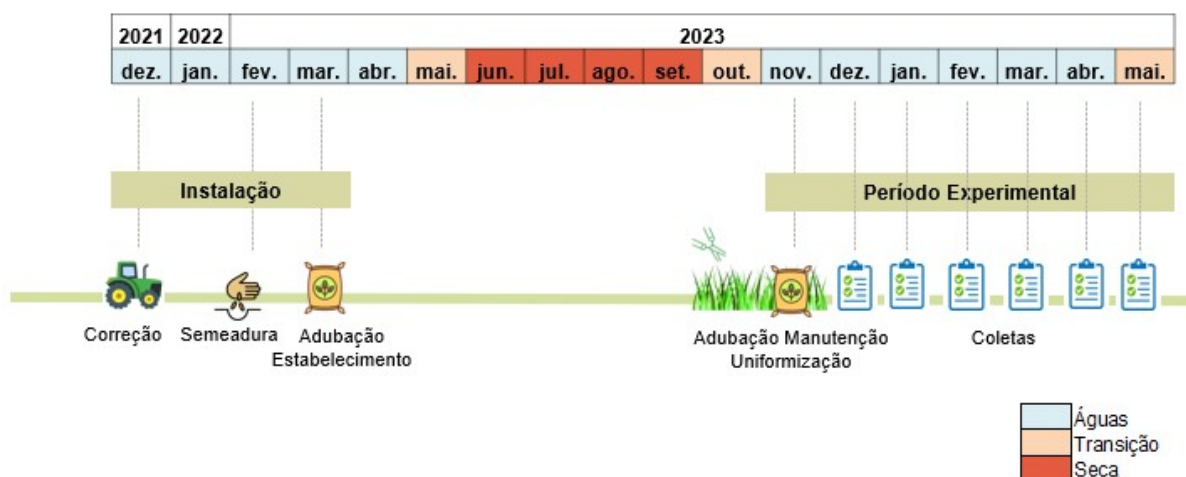 2021 2022 2023
dez. jan. fev. mar. abr. mai. jun. jul. ago. set. out. nov. dez. jan. fev. mar. abr. mai.
Instalação Período Experimental
Correção Semeadura Adubação Estabelecimento
Adubação Manutenção Uniformização
Coletas
Águas
Transição
Seca